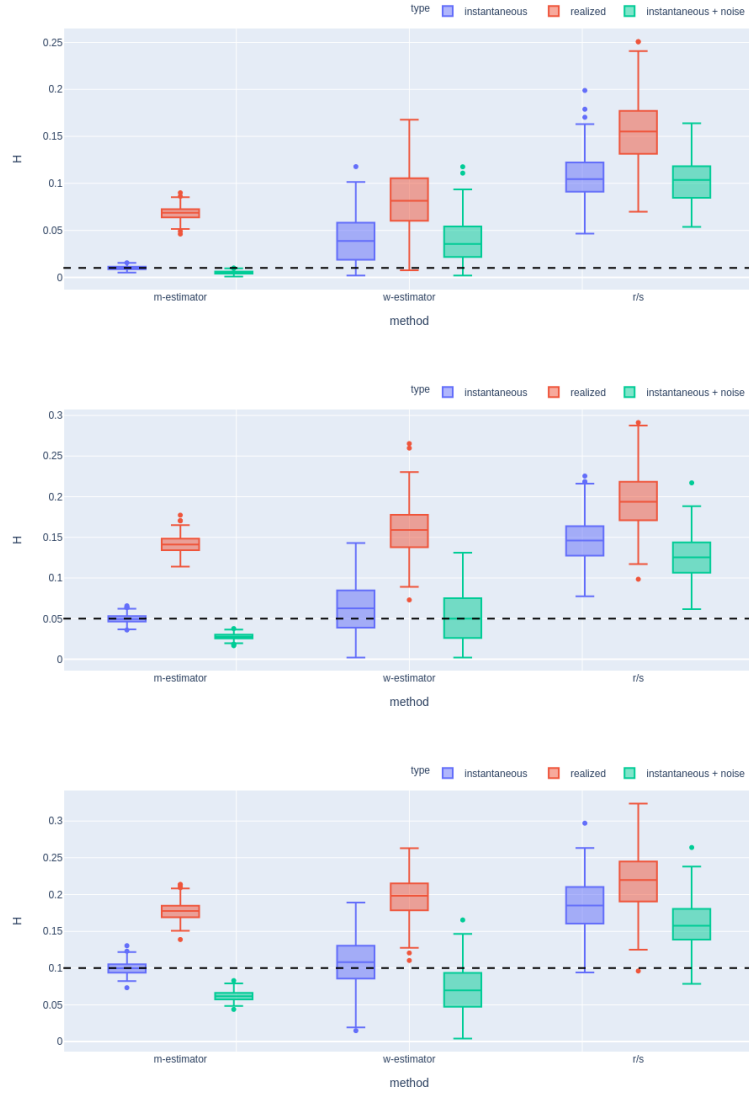 type instantaneous realized instantaneous + noise
0.25
0.2
0.15
H
0.1
0.05
0
m-estimator w-estimator r/s
method
type instantaneous realized instantaneous + noise
0.3
0.25
0.2
H
0.15
0.1
0.05
0
m-estimator w-estimator r/s
method
type instantaneous realized instantaneous + noise
0.3
0.25
0.2
H
0.15
0.1
0.05
0
m-estimator w-estimator r/s
method